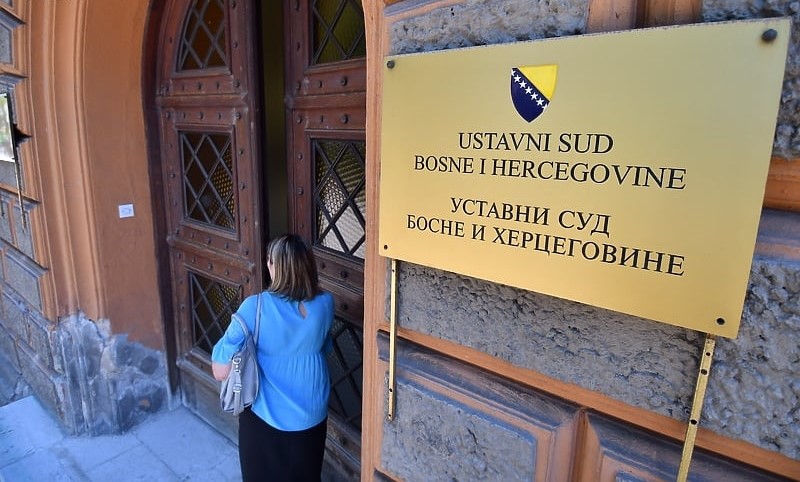 USTAVNI SUD
BOSNE I HERCEGOVINE
УСТАВНИ СУД
БОСНЕ И ХЕРЦЕГОВИНЕ